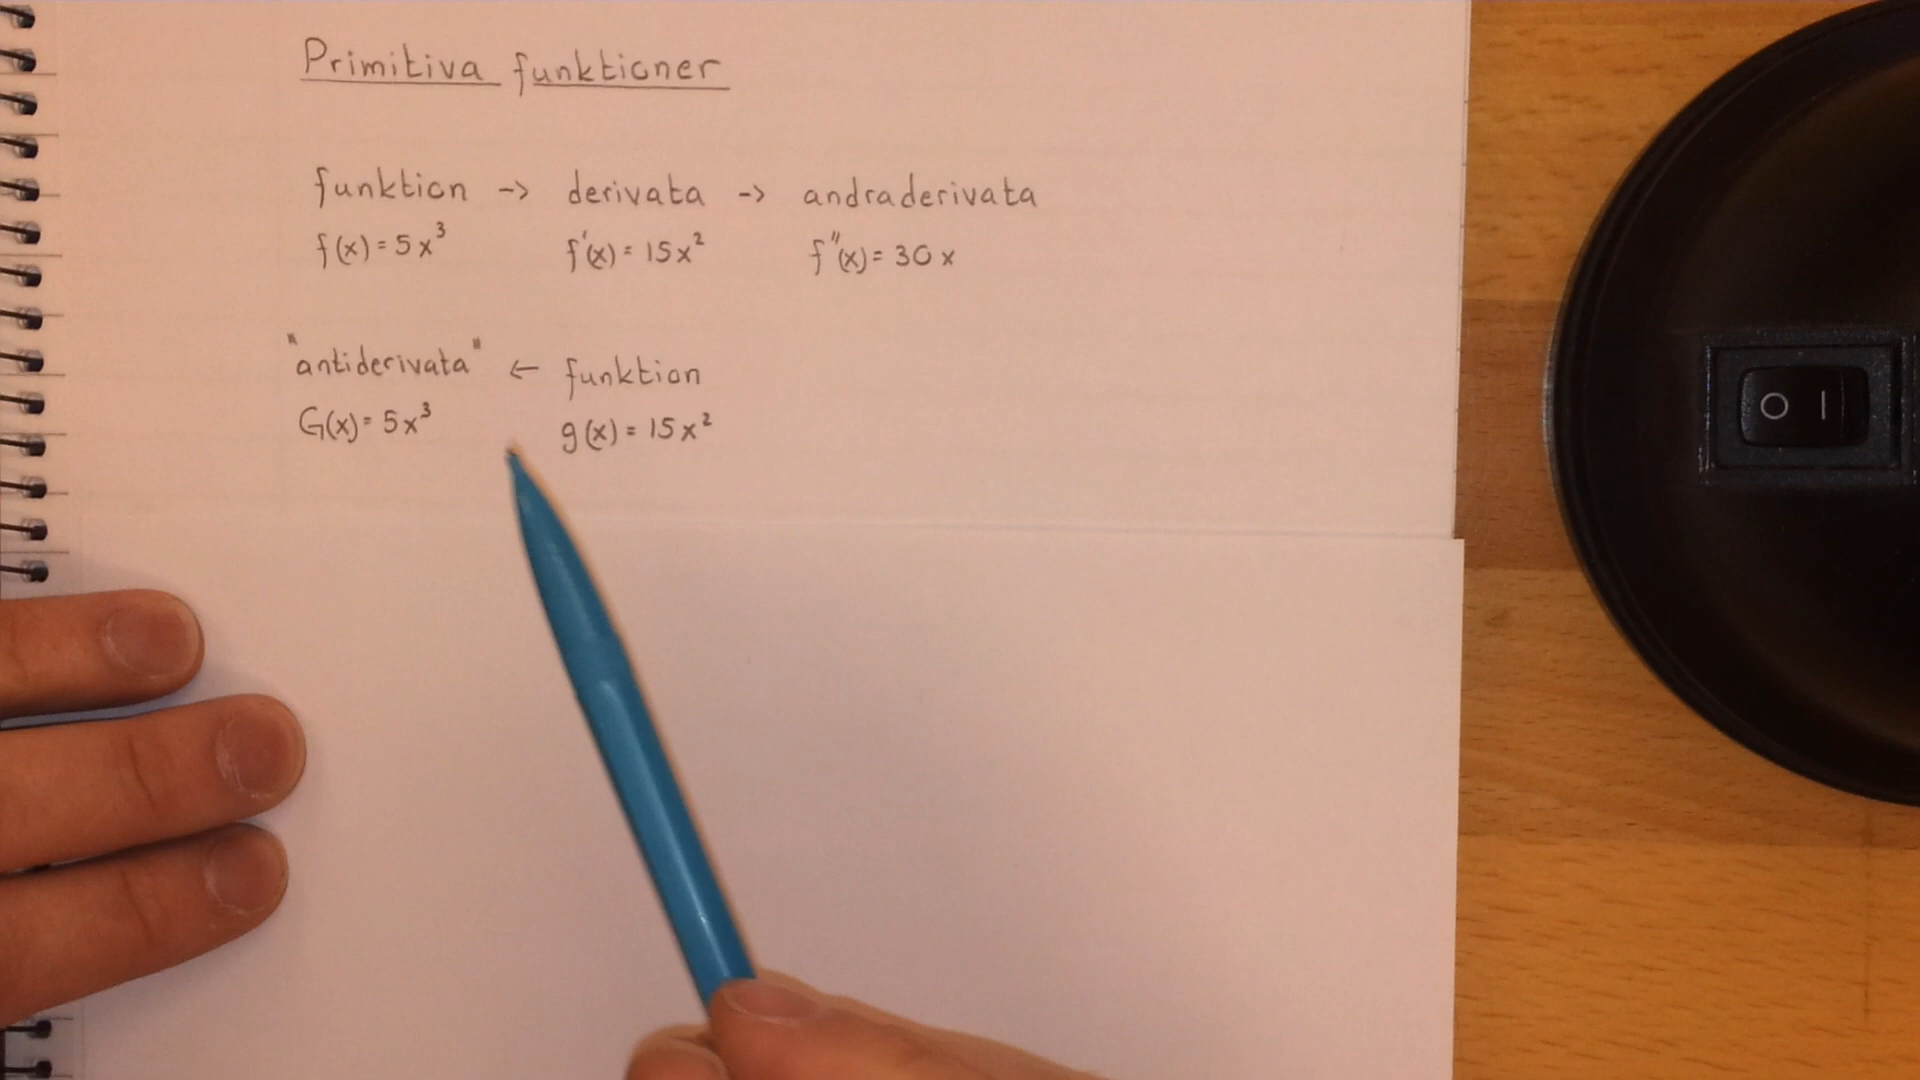 Primitiva funktioner
funktion -> derivata -> andraderivata
f(x) = 5x³ f'(x) = 15x² f"(x) = 30x
"antiderivata" <- funktion
G(x) = 5x³ g(x) = 15x²
O I